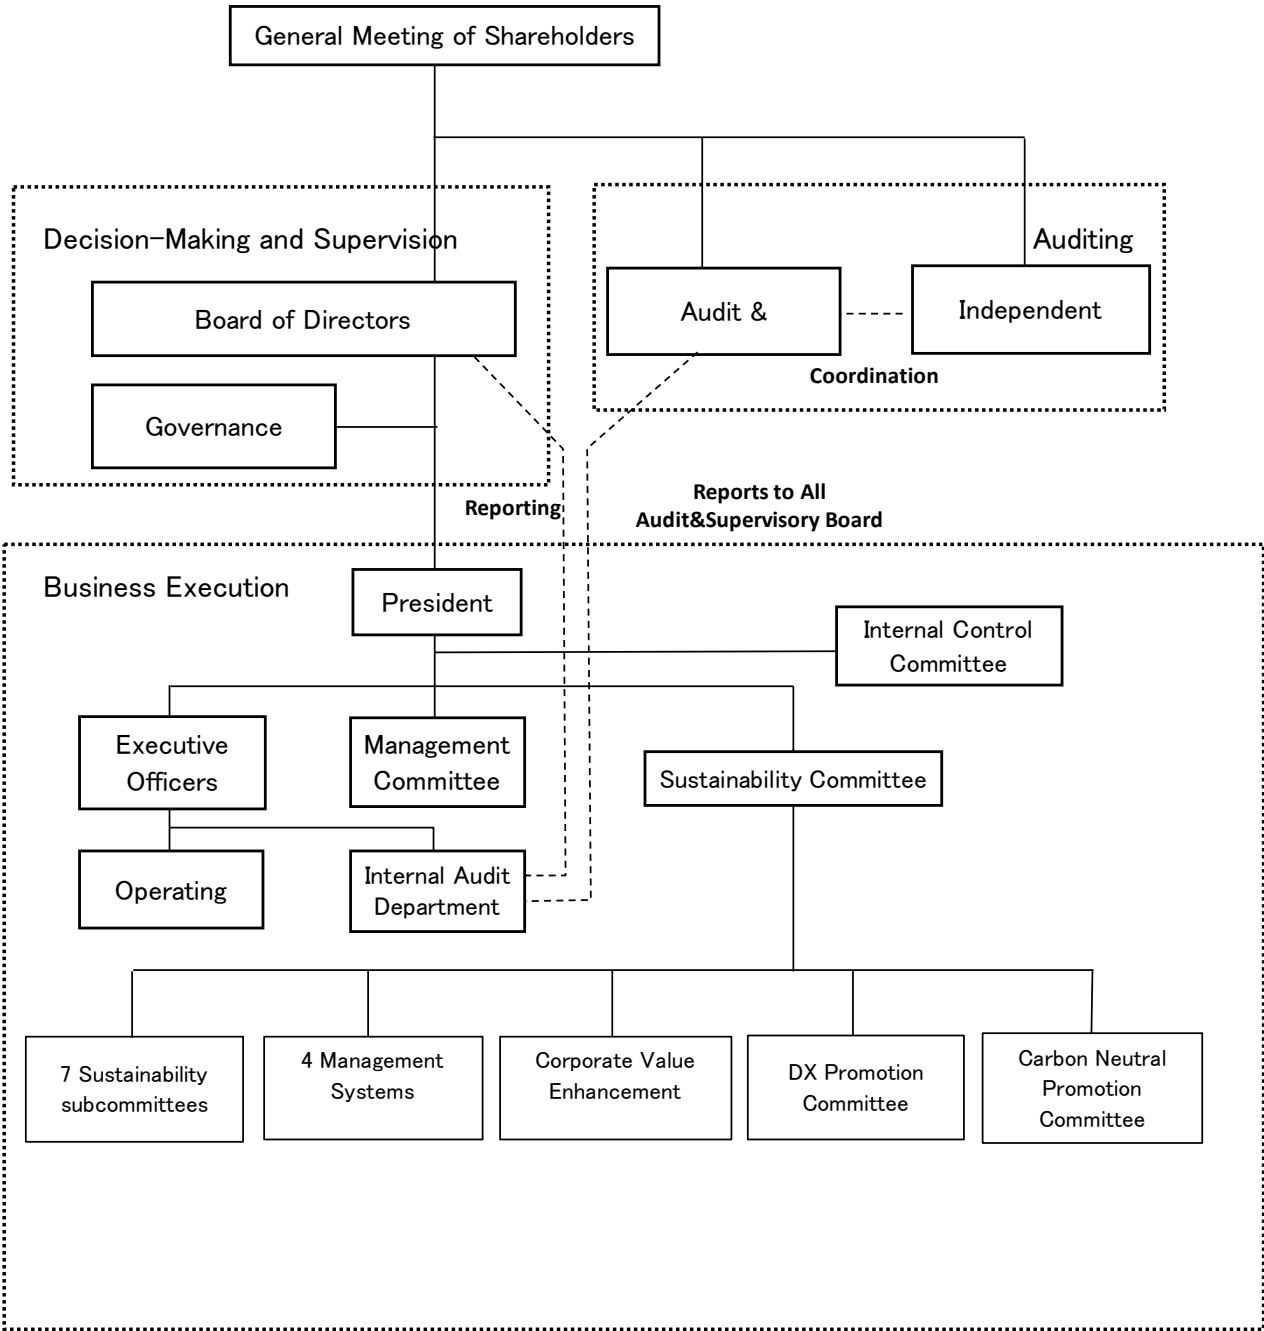 General Meeting of Shareholders
Decision-Making and Supervision
Auditing
Board of Directors
Audit &
Independent
Coordination
Governance
Reporting
Reports to All
Audit&Supervisory Board
Business Execution
President
Internal Control
Committee
Executive
Officers
Management
Committee
Sustainability Committee
Operating
Internal Audit
Department
7 Sustainability
subcommittees
4 Management
Systems
Corporate Value
Enhancement
DX Promotion
Committee
Carbon Neutral
Promotion
Committee